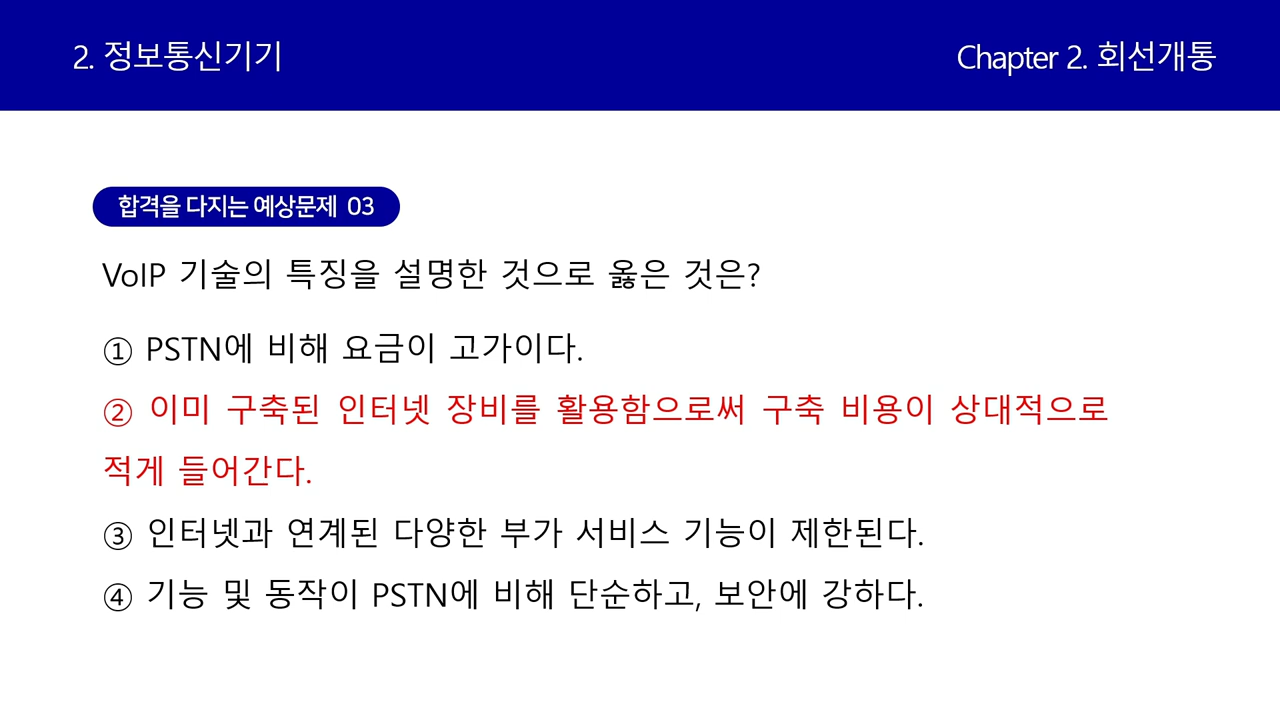 2. 정보통신기기
Chapter 2. 회선개통
합격을 다지는 예상문제 03
VoIP 기술의 특징을 설명한 것으로 옳은 것은?
① PSTN에 비해 요금이 고가이다.
② 이미 구축된 인터넷 장비를 활용함으로써 구축 비용이 상대적으로
적게 들어간다.
③ 인터넷과 연계된 다양한 부가 서비스 기능이 제한된다.
④ 기능 및 동작이 PSTN에 비해 단순하고, 보안에 강하다.